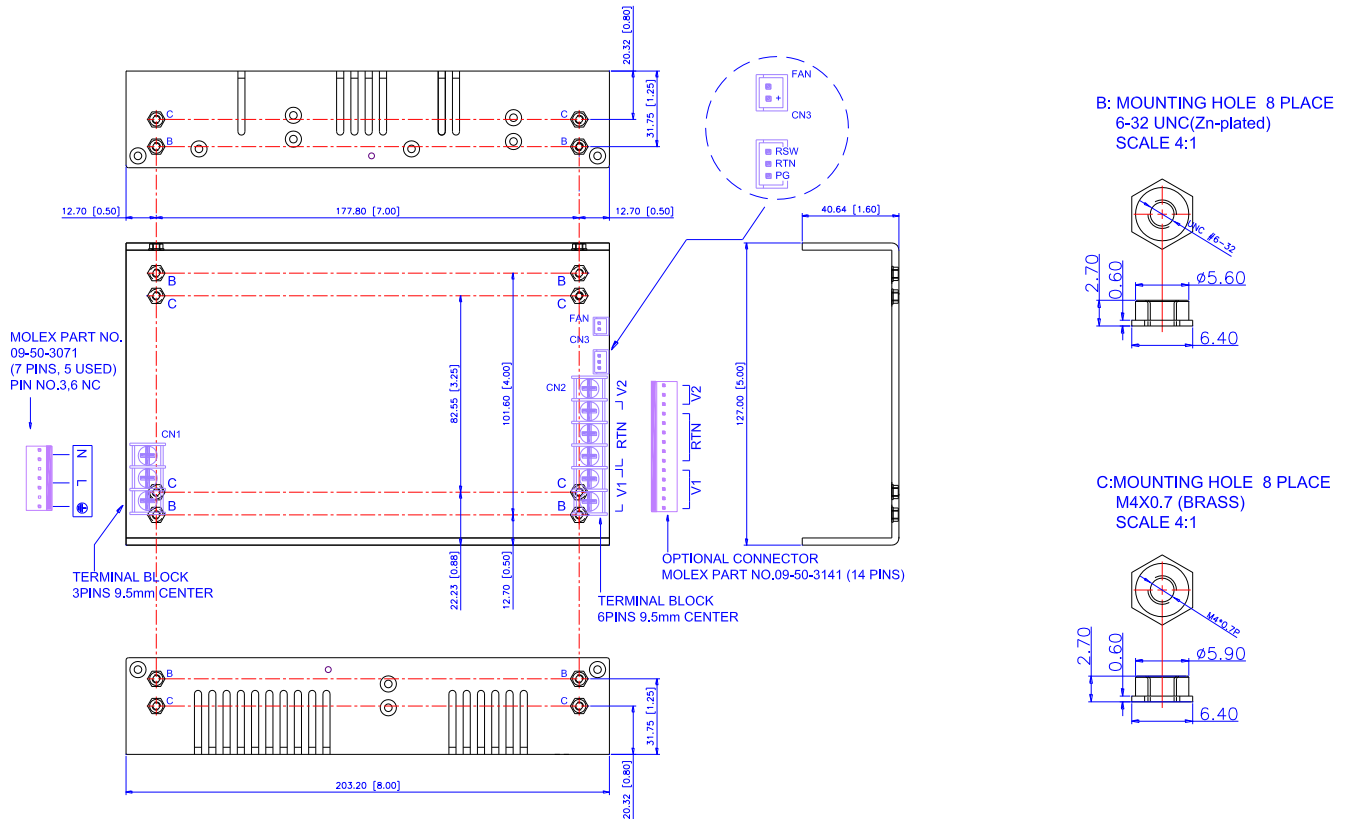 20.32 [0.80]
31.75 [1.25]
C
C
B
B
12.70 [0.50]
177.80 [7.00]
12.70 [0.50]
FAN
+
CN3
RSW
RTN
PG
40.64 [1.60]
B: MOUNTING HOLE 8 PLACE
6-32 UNC(Zn-plated)
SCALE 4:1
UNC #6-32
2.70
0.60
ø5.60
6.40
B
B
C
C
FAN
CN3
MOLEX PART NO.
09-50-3071
(7 PINS, 5 USED)
PIN NO.3,6 NC
N
L
CN1
CN2
V2
RTN
V1
V2
RTN
V1
82.55 [3.25]
101.60 [4.00]
127.00 [5.00]
C
C
B
B
22.23 [0.88]
12.70 [0.50]
TERMINAL BLOCK
3PINS 9.5mm CENTER
OPTIONAL CONNECTOR
MOLEX PART NO.09-50-3141 (14 PINS)
TERMINAL BLOCK
6PINS 9.5mm CENTER
C:MOUNTING HOLE 8 PLACE
M4X0.7 (BRASS)
SCALE 4:1
M4*0.7P
2.70
0.60
ø5.90
6.40
B
B
C
C
31.75 [1.25]
20.32 [0.80]
203.20 [8.00]